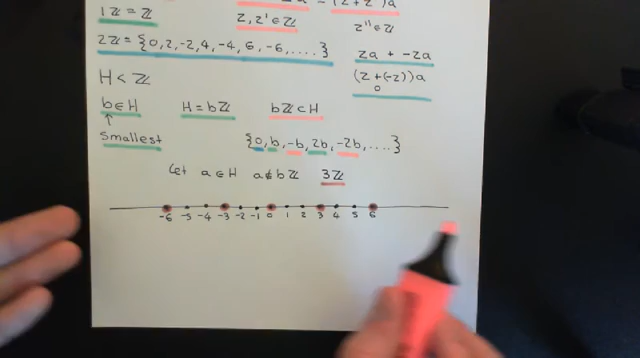 = (z+z')a
1ℤ = ℤ
z, z' ∈ ℤ
z'' ∈ ℤ
2ℤ = {0, 2, -2, 4, -4, 6, -6, ....}
za + -za
H < ℤ
(z + (-z))a
0
b ∈ H
H = bℤ
bℤ ⊂ H
↑
Smallest
{0, b, -b, 2b, -2b, ....}
Let a ∈ H a ∉ bℤ 3ℤ
-6 -5 -4 -3 -2 -1 0 1 2 3 4 5 6